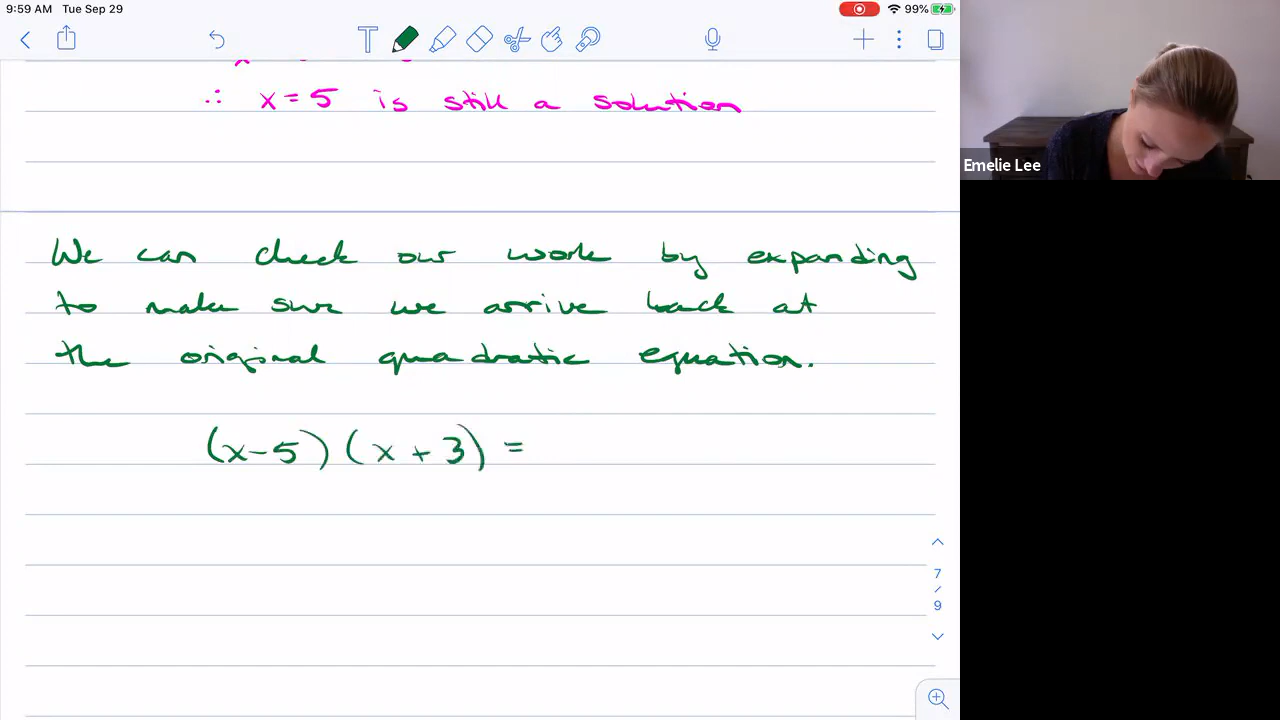 9:59 AM Tue Sep 29
99%
∴ x = 5 is still a solution
Emelie Lee
We can check our work by expanding
to make sure we arrive back at
the original quadratic equation.
(x-5)(x+3) =
7
/
9